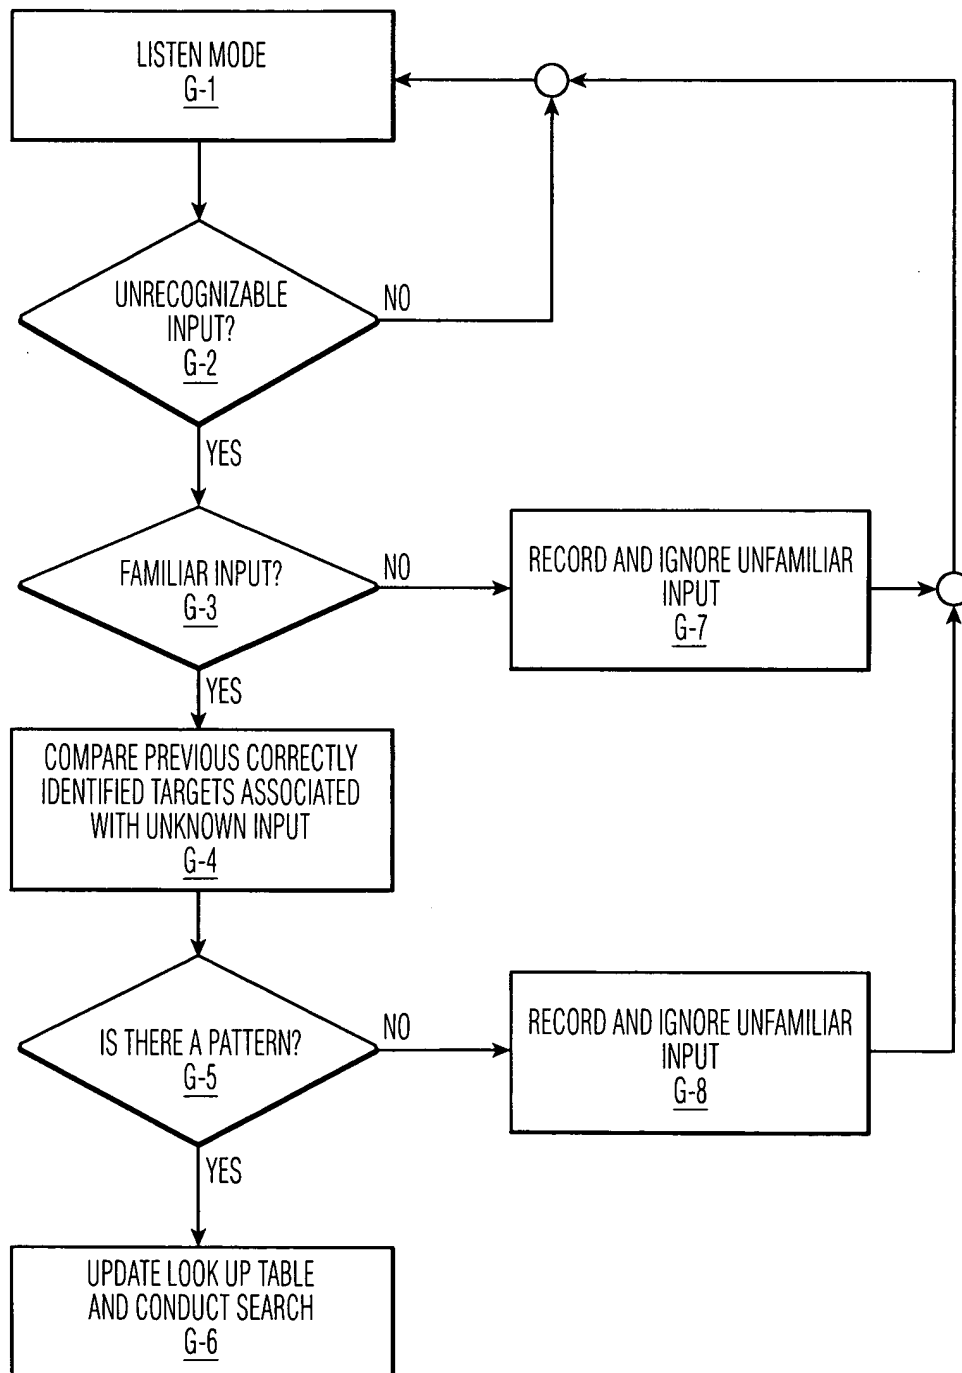 LISTEN MODE
G-1
UNRECOGNIZABLE
INPUT?
G-2
NO
YES
FAMILIAR INPUT?
G-3
NO
RECORD AND IGNORE UNFAMILIAR
INPUT
G-7
YES
COMPARE PREVIOUS CORRECTLY
IDENTIFIED TARGETS ASSOCIATED
WITH UNKNOWN INPUT
G-4
IS THERE A PATTERN?
G-5
NO
RECORD AND IGNORE UNFAMILIAR
INPUT
G-8
YES
UPDATE LOOK UP TABLE
AND CONDUCT SEARCH
G-6